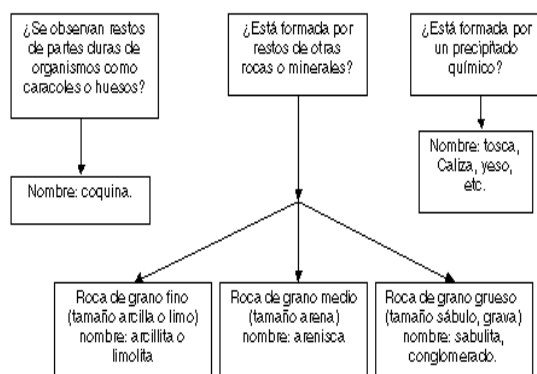 ¿Se observan restos
de partes duras de
organismos como
caracoles o huesos?
¿Está formada por
restos de otras
rocas o minerales?
¿Está formada por
un precipitado
químico?
Nombre: coquina.
Nombre: tosca,
Caliza, yeso,
etc.
Roca de grano fino
(tamaño arcilla o limo)
nombre: arcillita o
limolita
Roca de grano medio
(tamaño arena)
nombre: arenisca
Roca de grano grueso
(tamaño sábulo, grava)
nombre: sabulita,
conglomerado.